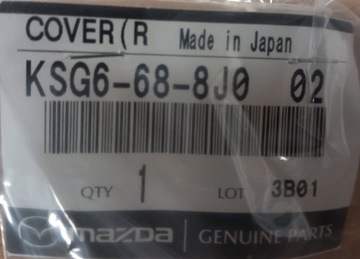 COVER(R Made in Japan
KSG6-68-8J0 02
QTY 1 LOT 3B01
mazda GENUINE PARTS